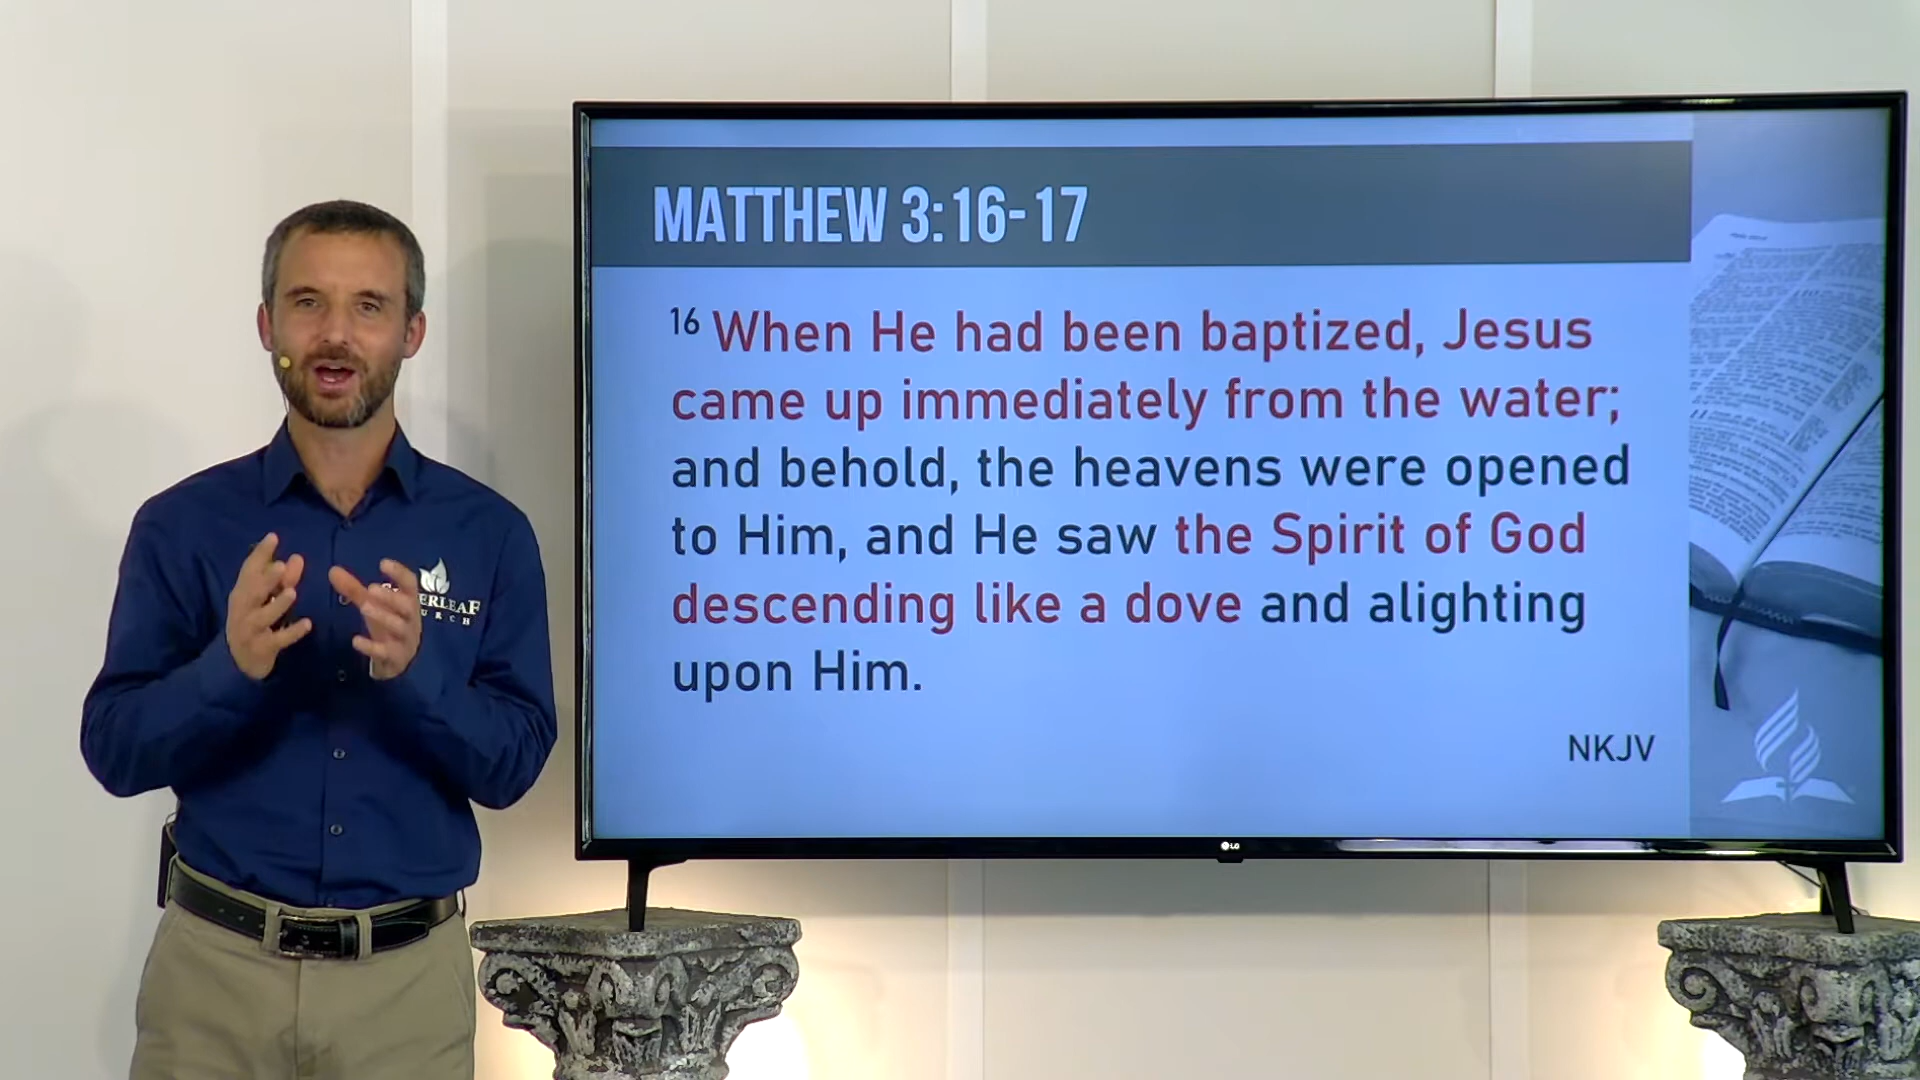 MATTHEW 3:16-17
16 When He had been baptized, Jesus
came up immediately from the water;
and behold, the heavens were opened
to Him, and He saw the Spirit of God
descending like a dove and alighting
upon Him.
NKJV
LG